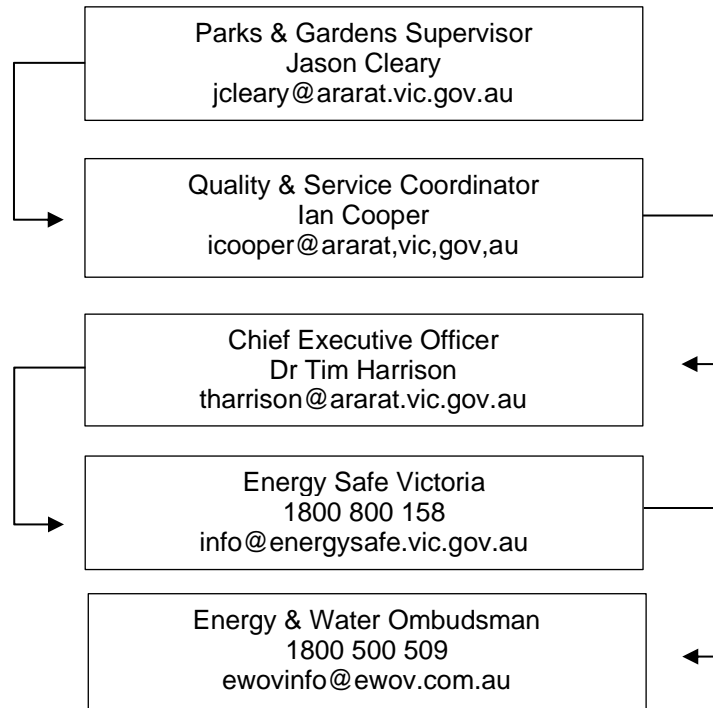 Parks & Gardens Supervisor
Jason Cleary
jcleary@ararat.vic.gov.au
Quality & Service Coordinator
Ian Cooper
icooper@ararat,vic,gov,au
Chief Executive Officer
Dr Tim Harrison
tharrison@ararat.vic.gov.au
Energy Safe Victoria
1800 800 158
info@energysafe.vic.gov.au
Energy & Water Ombudsman
1800 500 509
ewovinfo@ewov.com.au